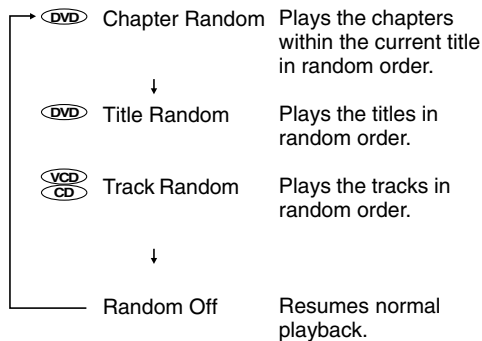 DVD Chapter Random Plays the chapters
within the current title
in random order.
DVD Title Random Plays the titles in
random order.
VCD
CD Track Random Plays the tracks in
random order.
Random Off Resumes normal
playback.